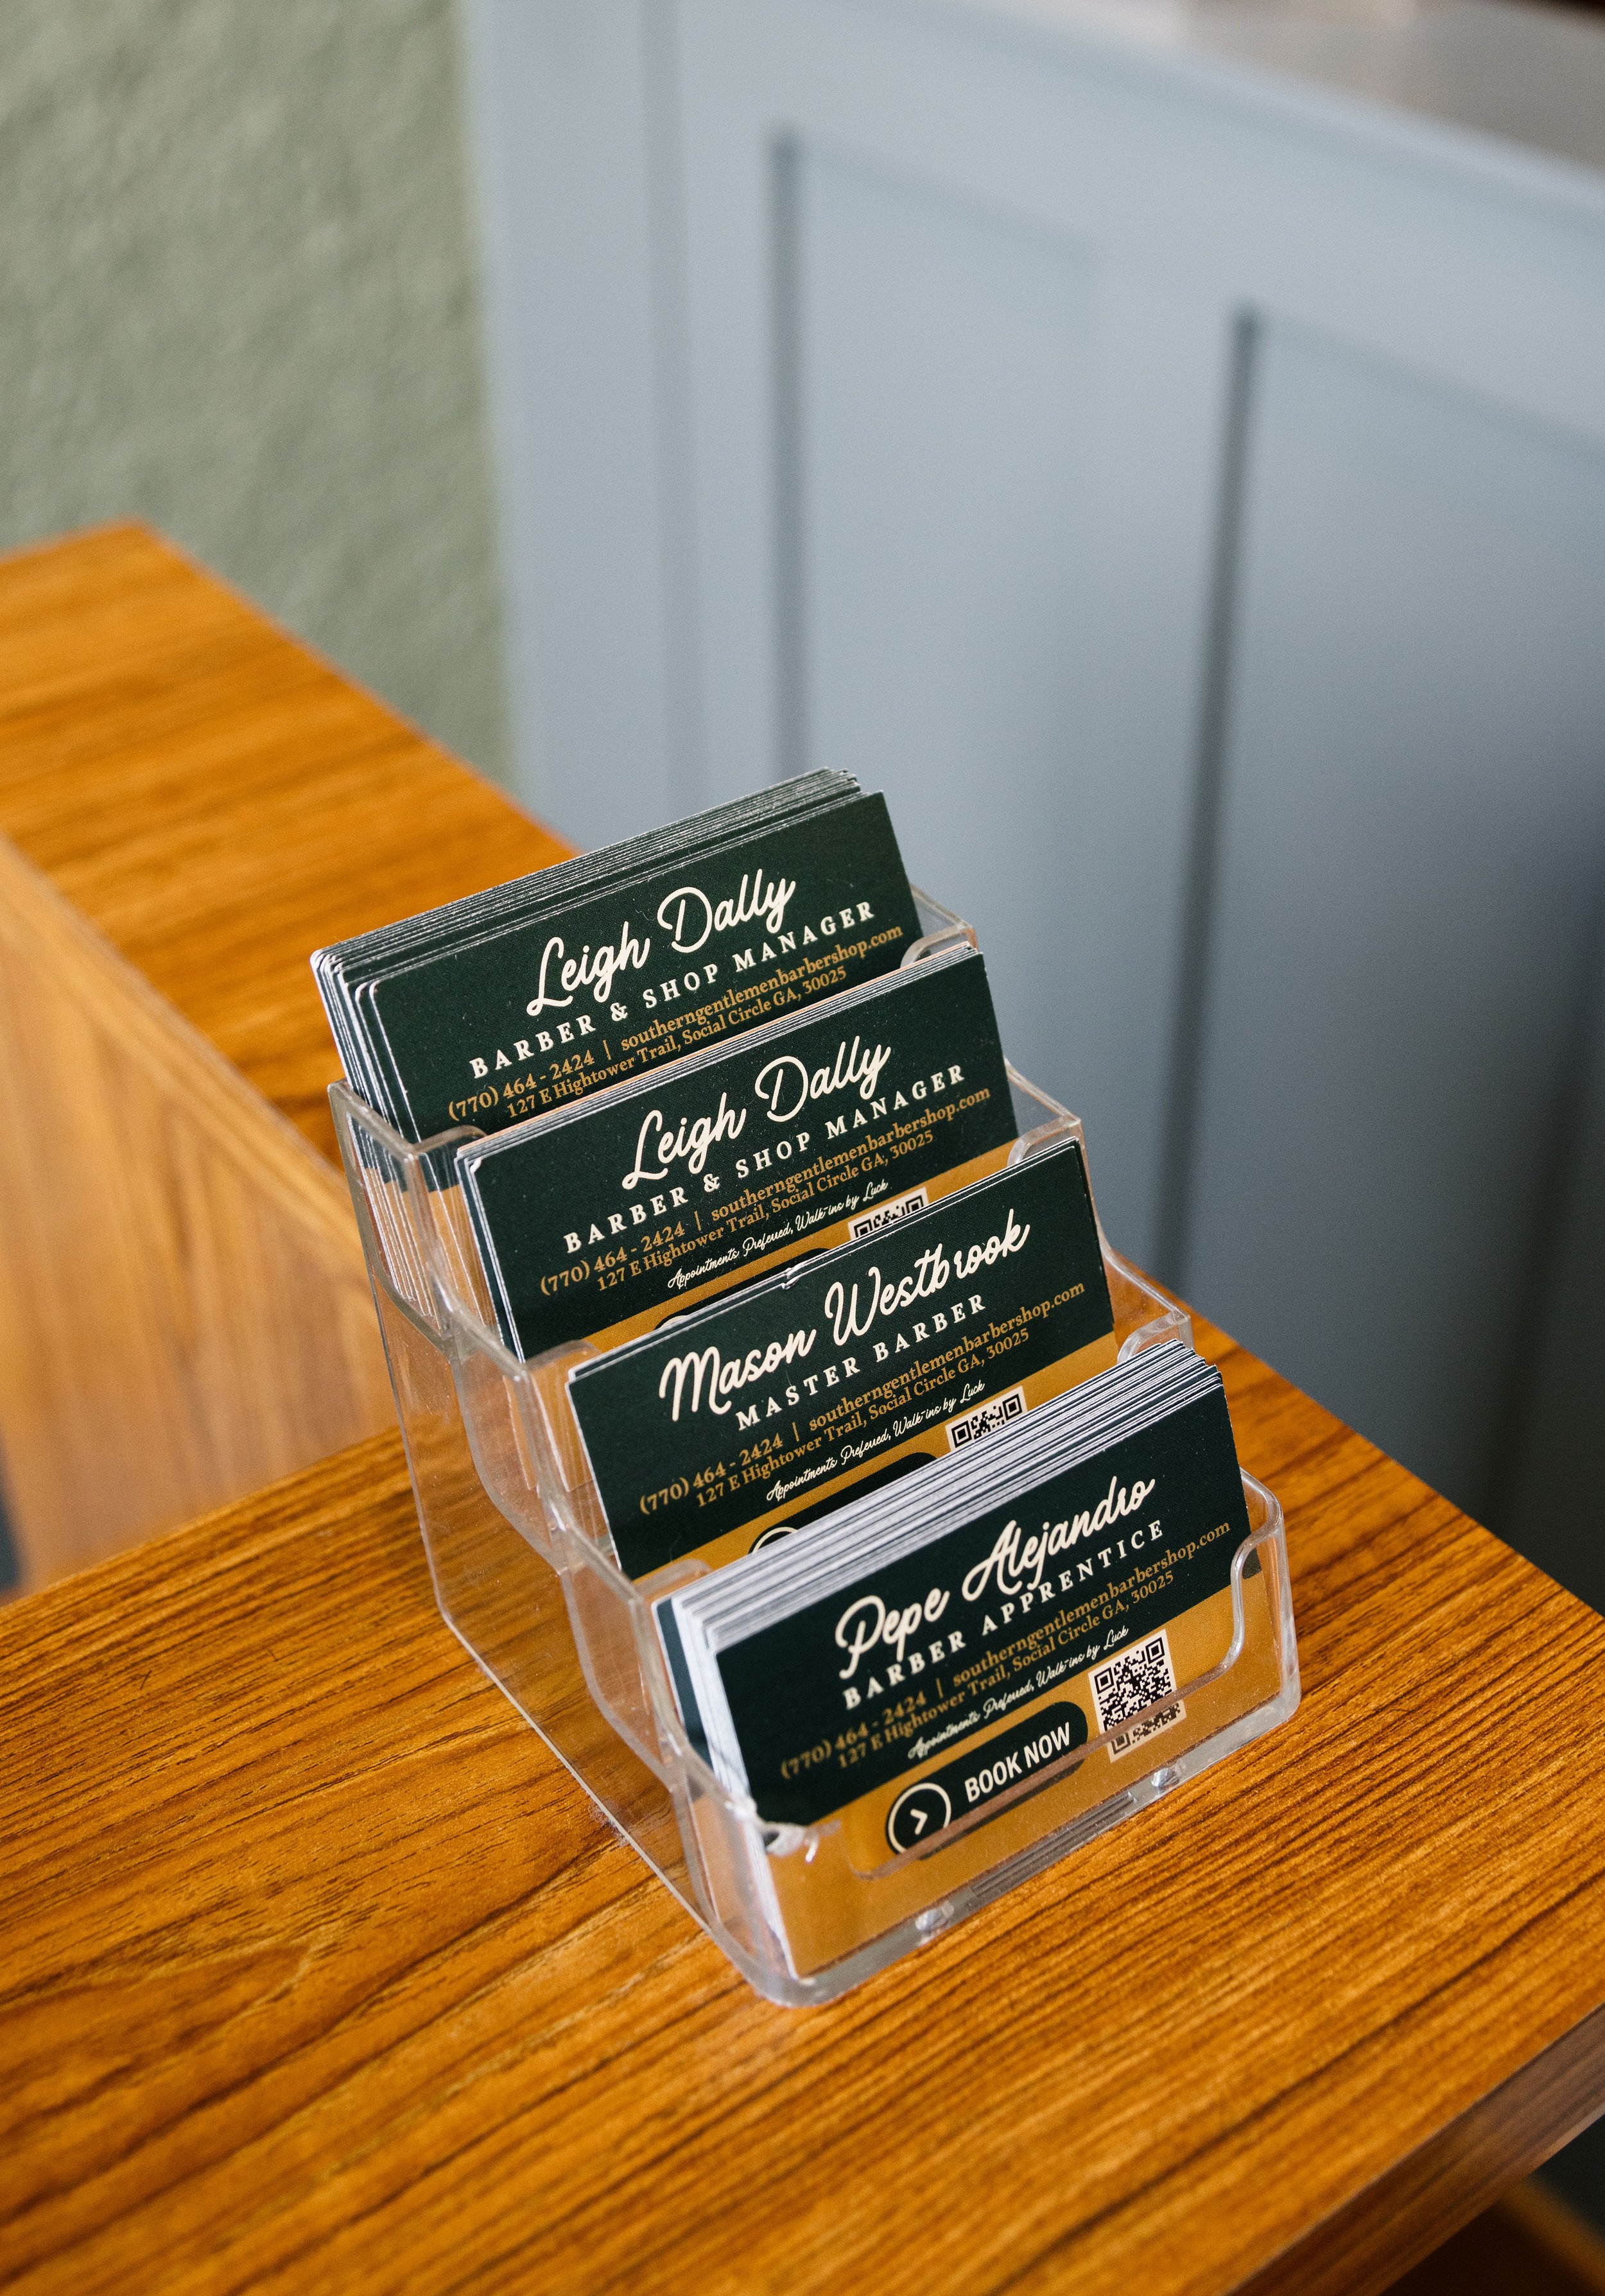 Leigh Dally
BARBER & SHOP MANAGER
(770) 464 - 2424 | southerngentlemenbarbershop.com
127 E Hightower Trail, Social Circle GA, 30025
Leigh Dally
BARBER & SHOP MANAGER
(770) 464 - 2424 | southerngentlemenbarbershop.com
127 E Hightower Trail, Social Circle GA, 30025
Appointments Preferred, Walk-ins by Luck
Mason Westbrook
MASTER BARBER
(770) 464 - 2424 | southerngentlemenbarbershop.com
127 E Hightower Trail, Social Circle GA, 30025
Appointments Preferred, Walk-ins by Luck
Pepe Alejandro
BARBER APPRENTICE
(770) 464 - 2424 | southerngentlemenbarbershop.com
127 E Hightower Trail, Social Circle GA, 30025
Appointments Preferred, Walk-ins by Luck
BOOK NOW